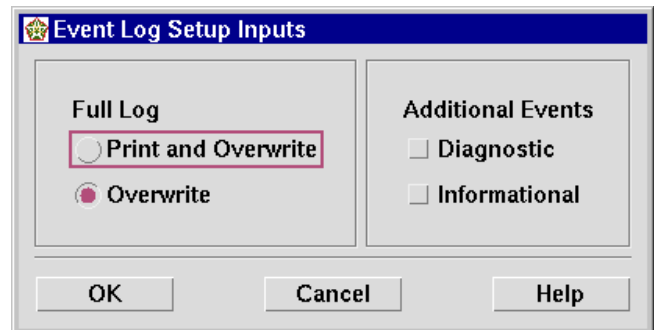 Event Log Setup Inputs
Full Log
Print and Overwrite
Overwrite
Additional Events
Diagnostic
Informational
OK
Cancel
Help